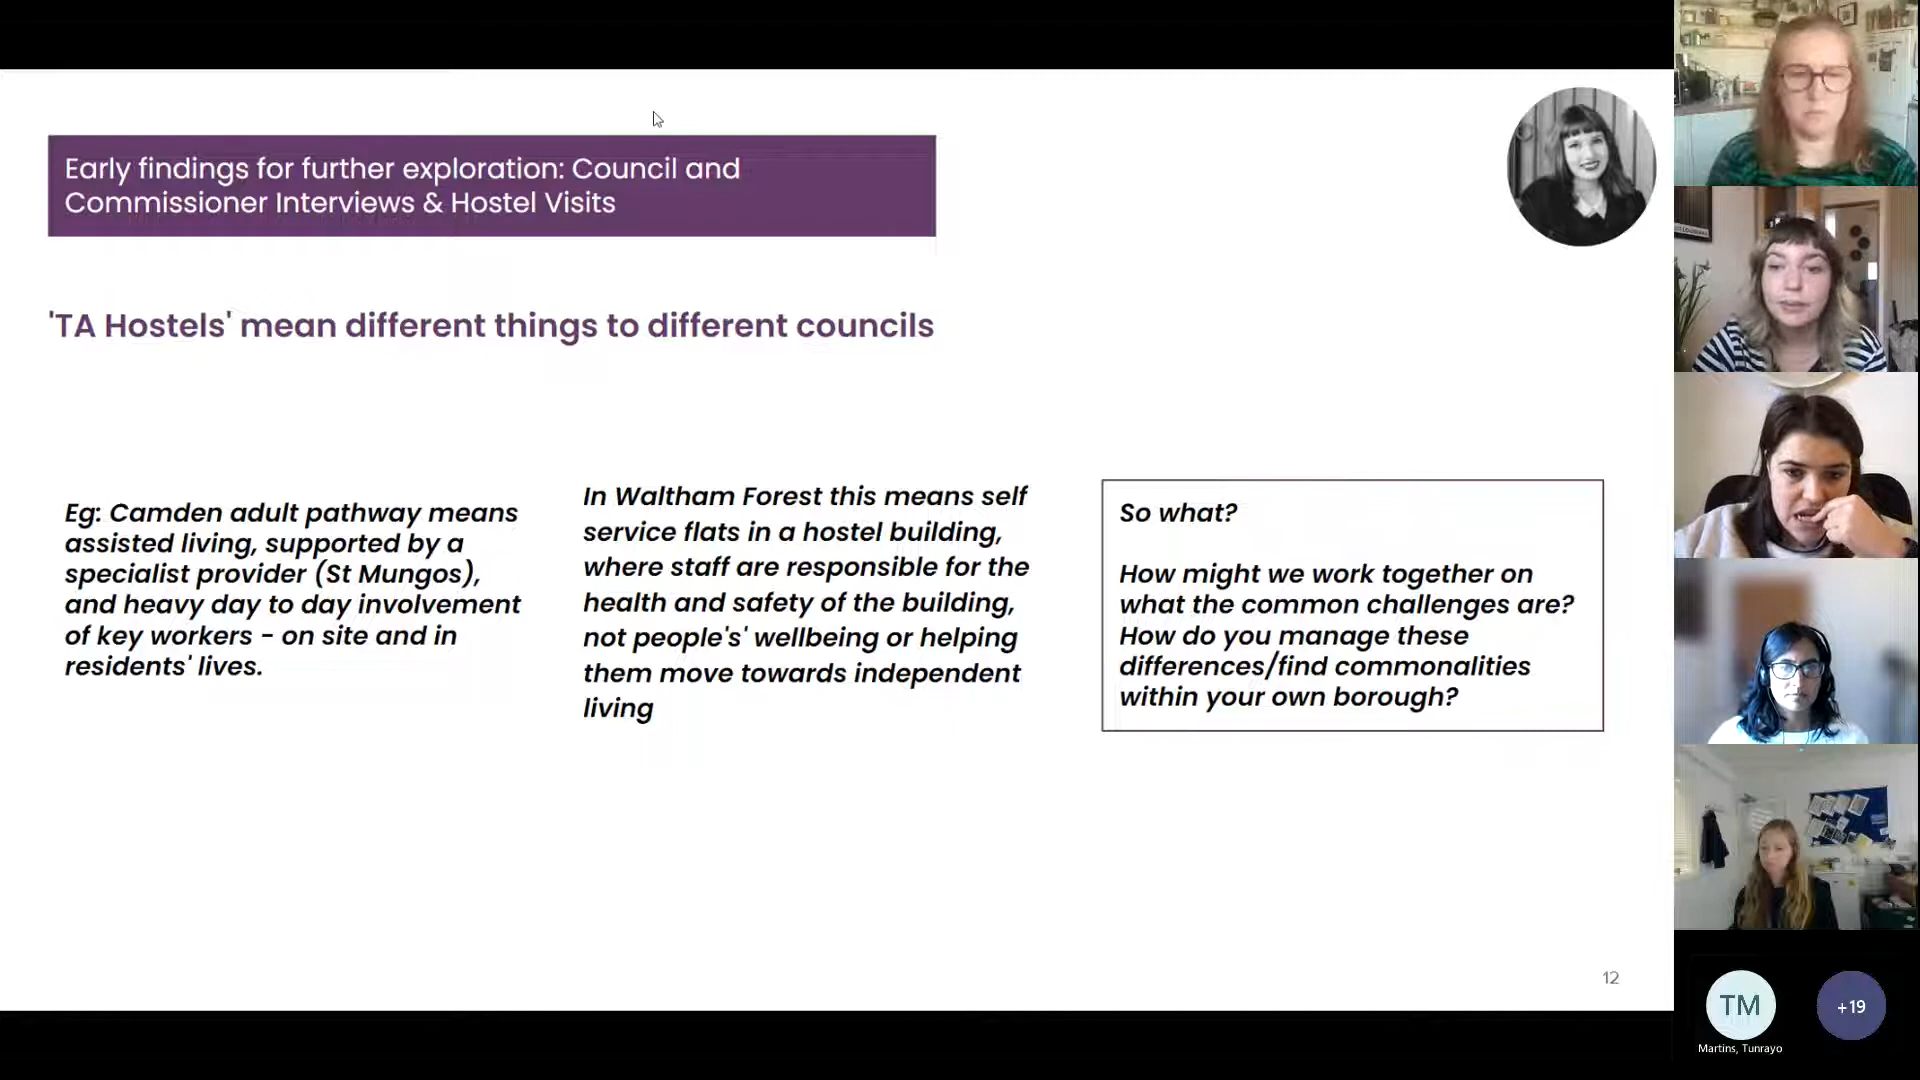 Early findings for further exploration: Council and
Commissioner Interviews & Hostel Visits
'TA Hostels' mean different things to different councils
Eg: Camden adult pathway means
assisted living, supported by a
specialist provider (St Mungos),
and heavy day to day involvement
of key workers - on site and in
residents' lives.
In Waltham Forest this means self
service flats in a hostel building,
where staff are responsible for the
health and safety of the building,
not people's' wellbeing or helping
them move towards independent
living
So what?
How might we work together on
what the common challenges are?
How do you manage these
differences/find commonalities
within your own borough?
12
TM
+19
Martins, Tunrayo